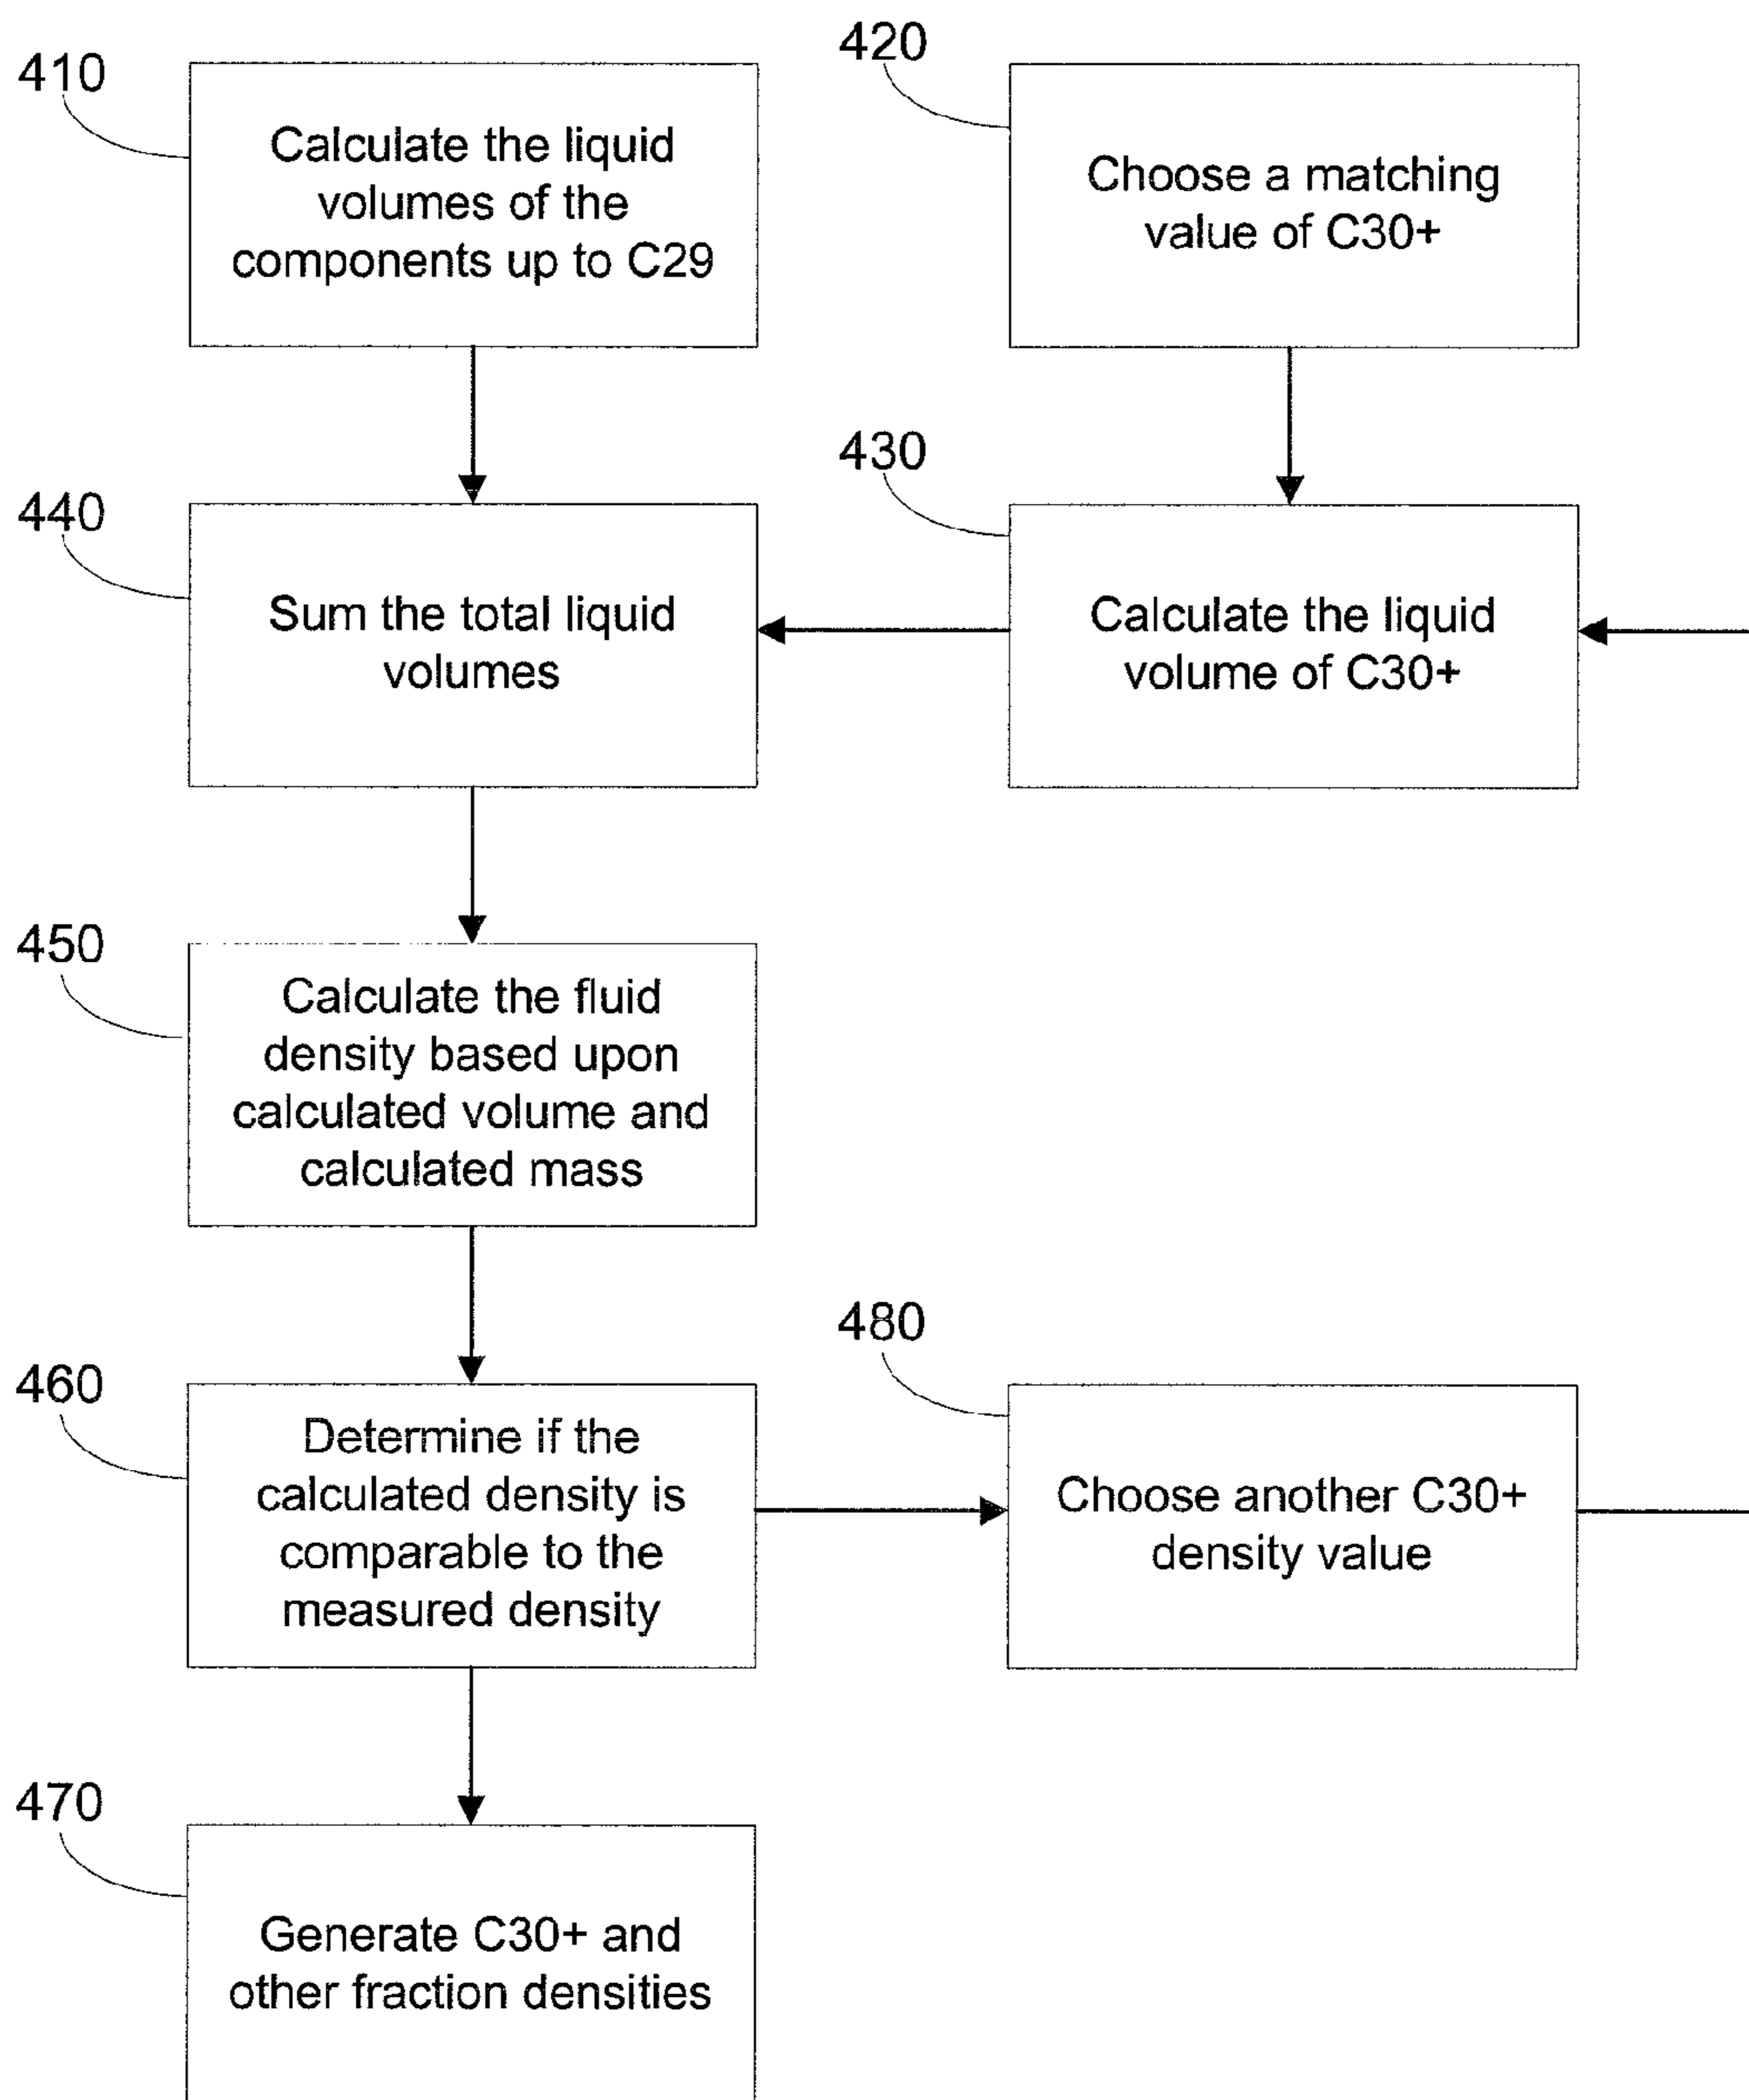 410
Calculate the liquid
volumes of the
components up to C29
420
Choose a matching
value of C30+
430
Calculate the liquid
volume of C30+
440
Sum the total liquid
volumes
450
Calculate the fluid
density based upon
calculated volume and
calculated mass
460
Determine if the
calculated density is
comparable to the
measured density
480
Choose another C30+
density value
470
Generate C30+ and
other fraction densities